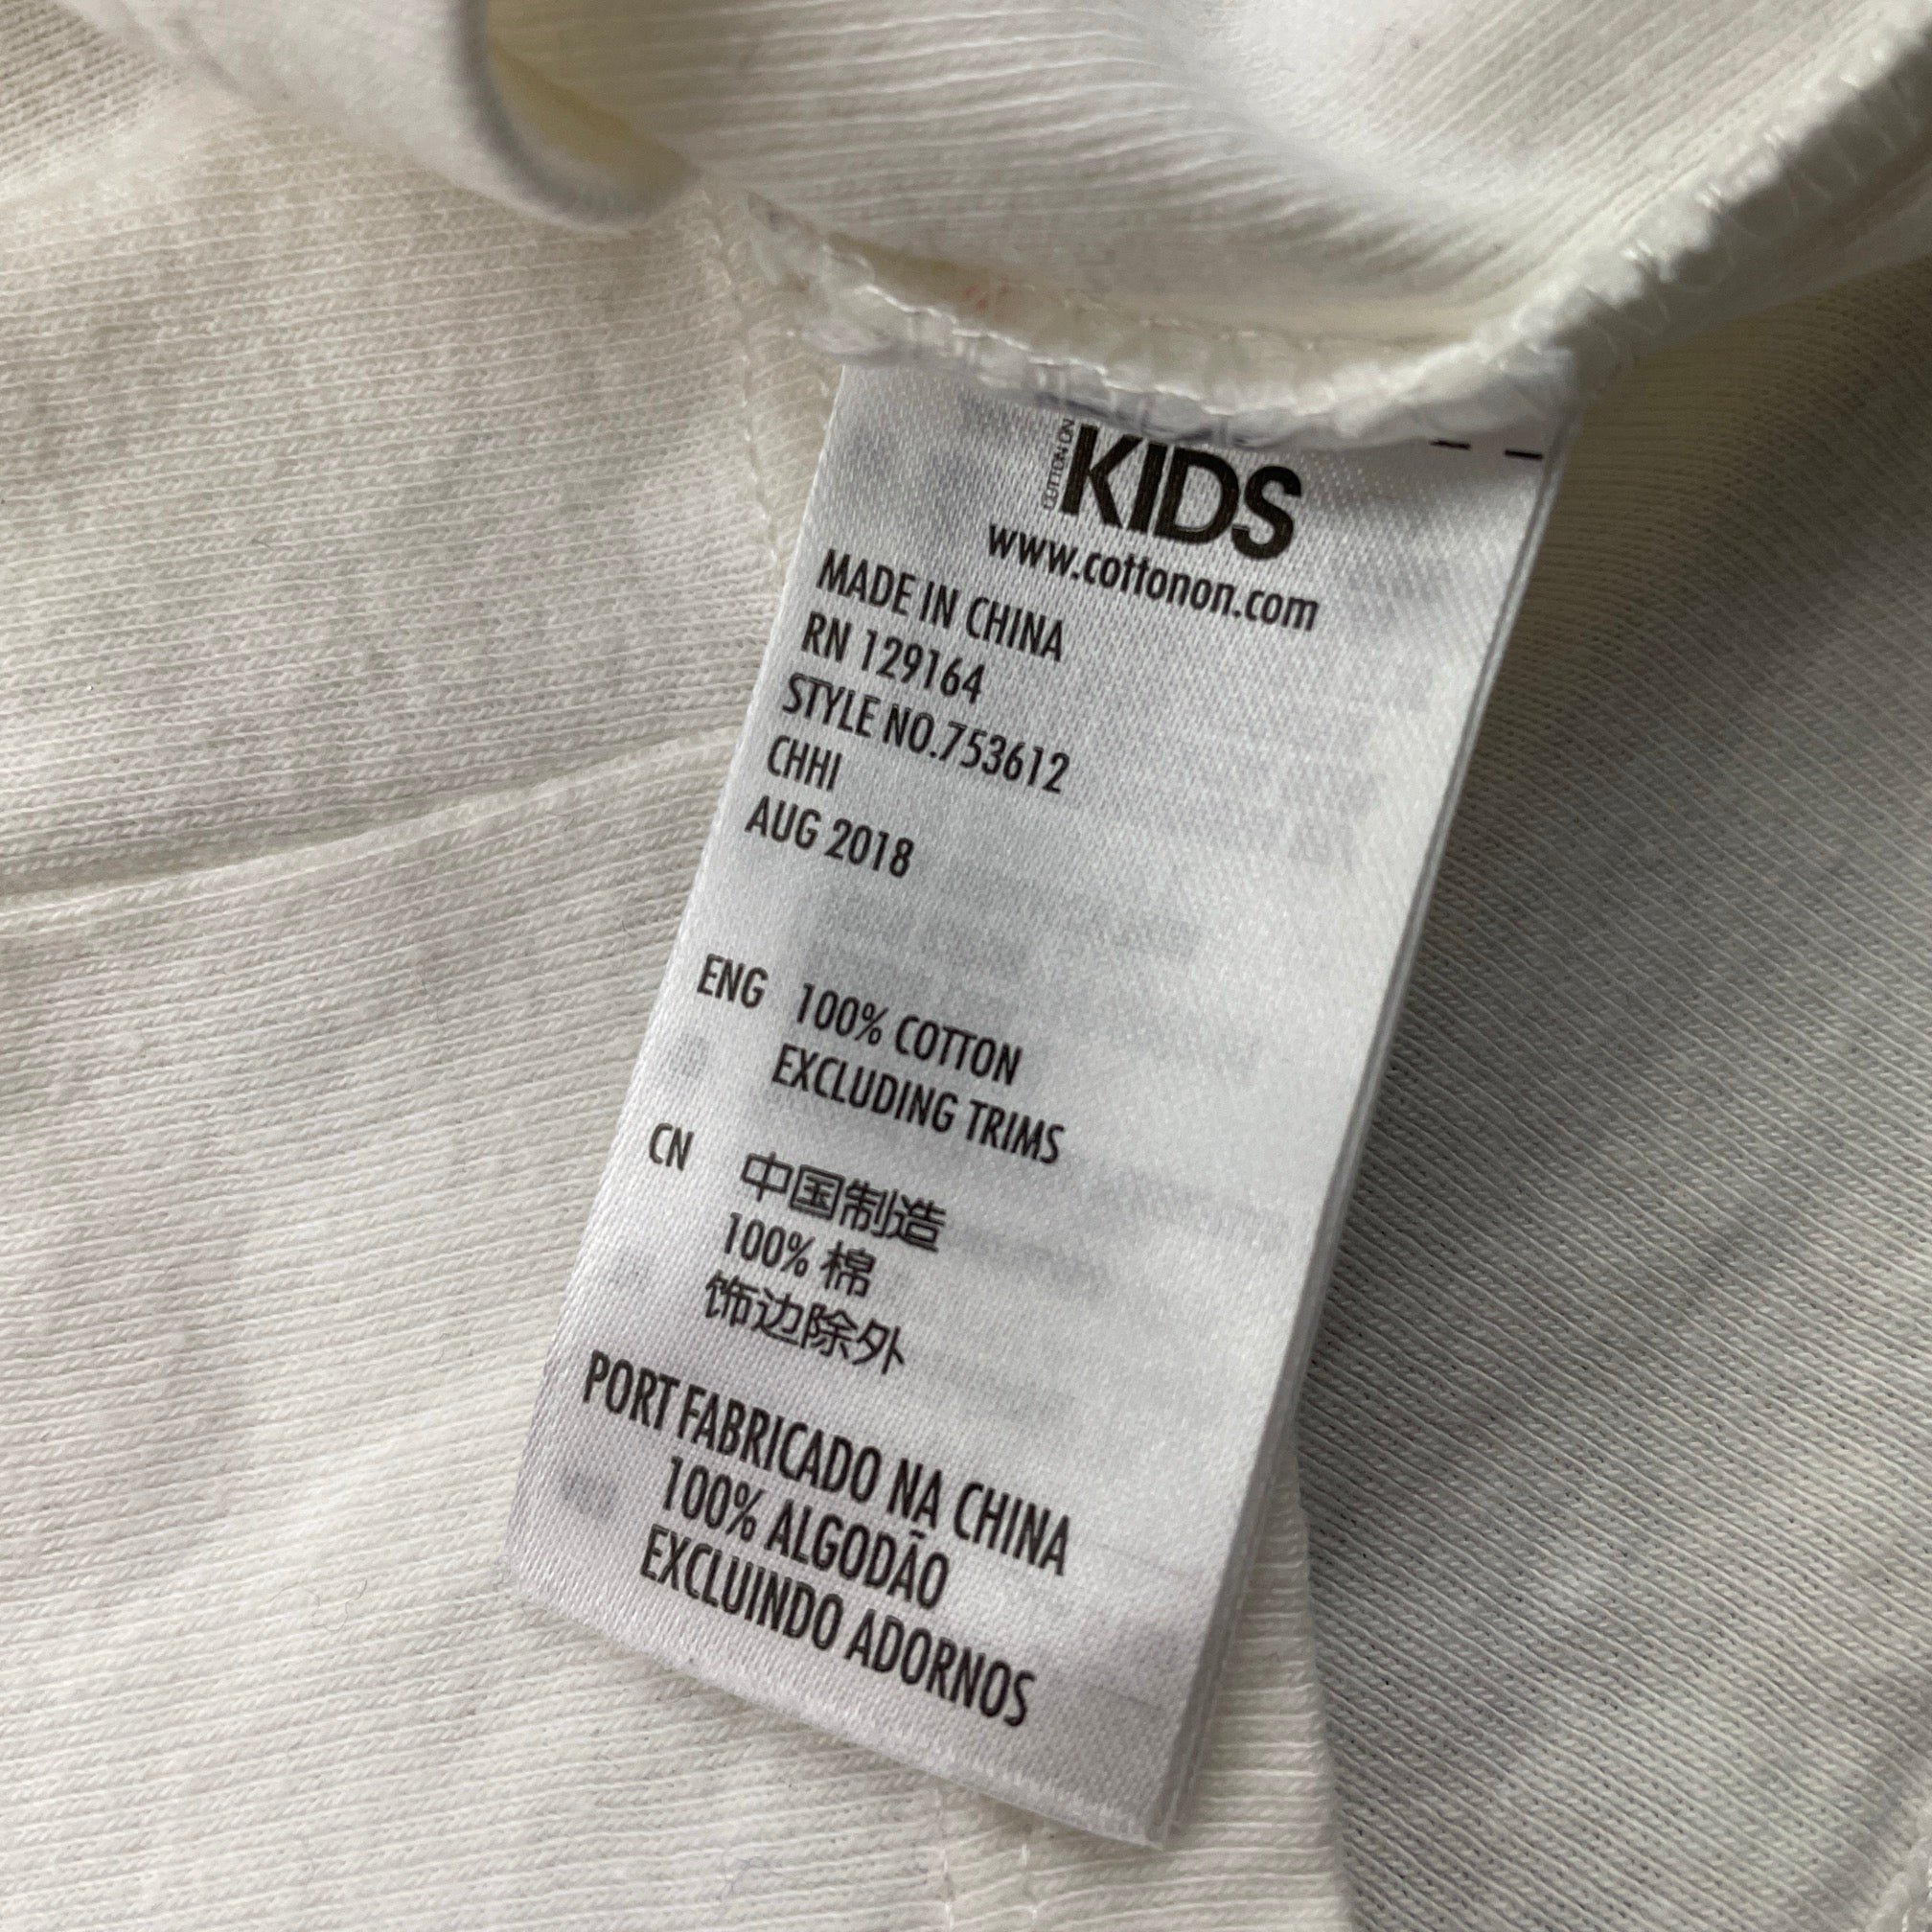 COTTON ON
KIDS
www.cottonon.com
MADE IN CHINA
RN 129164
STYLE NO.753612
CHHI
AUG 2018
ENG 100% COTTON
EXCLUDING TRIMS
CN 中国制造
100% 棉
饰边除外
PORT FABRICADO NA CHINA
100% ALGODÃO
EXCLUINDO ADORNOS